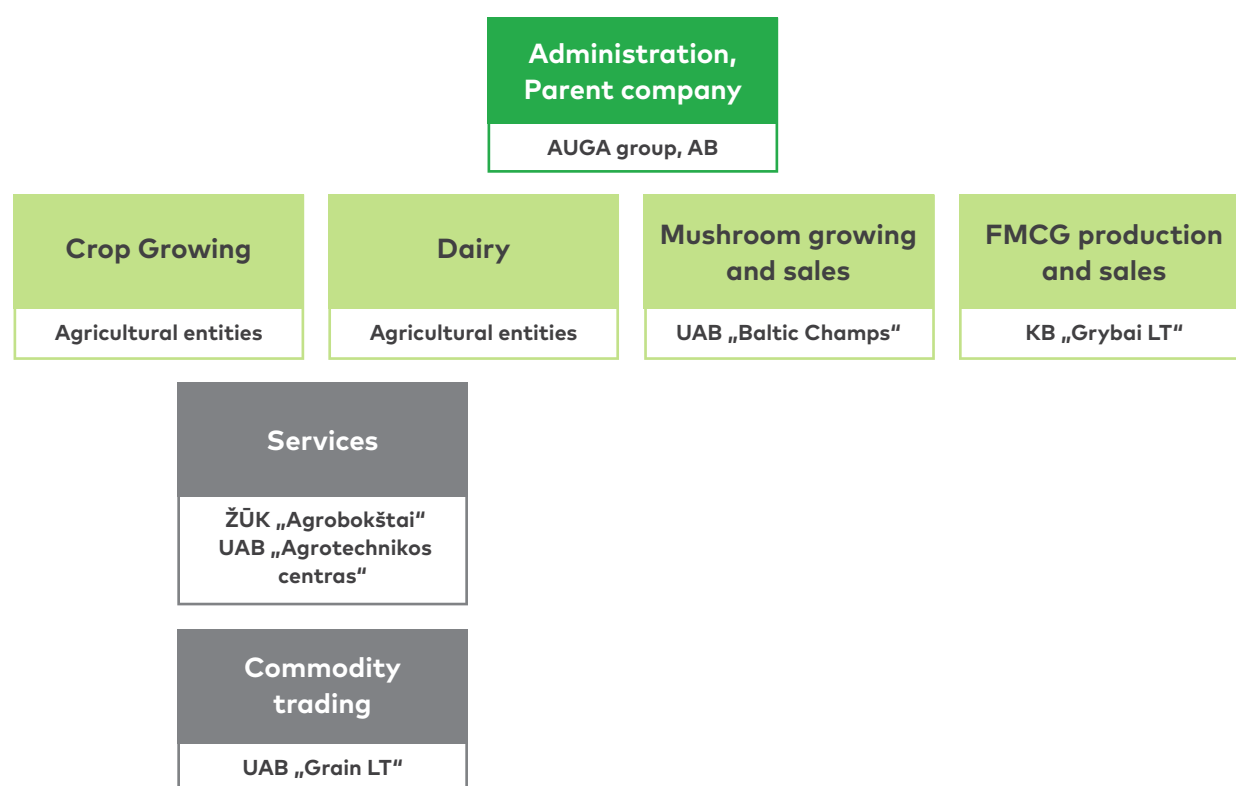 Administration,
Parent company
AUGA group, AB
Crop Growing
Agricultural entities
Dairy
Agricultural entities
Mushroom growing
and sales
UAB „Baltic Champs“
FMCG production
and sales
KB „Grybai LT“
Services
ŽŪK „Agrobokštai“
UAB „Agrotechnikos
centras“
Commodity
trading
UAB „Grain LT“